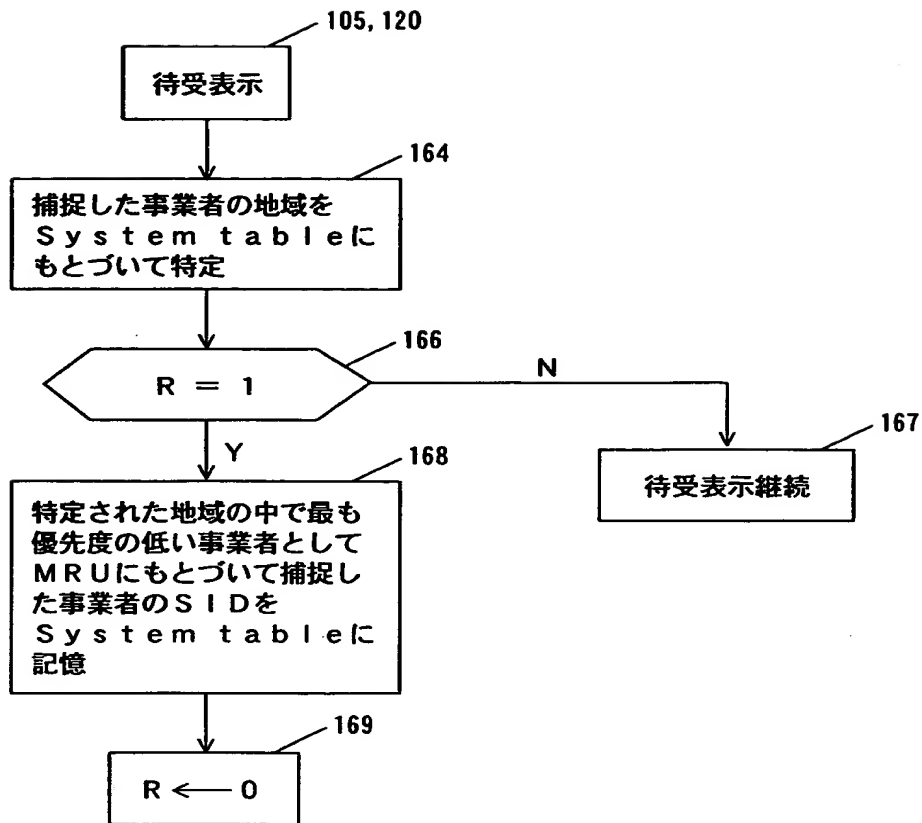 105, 120
待受表示
164
捕捉した事業者の地域を
System tableに
もとづいて特定
166
R = 1
N
Y
167
待受表示継続
168
特定された地域の中で最も
優先度の低い事業者として
MRUにもとづいて捕捉し
た事業者のSIDを
System tableに
記憶
169
R ← 0